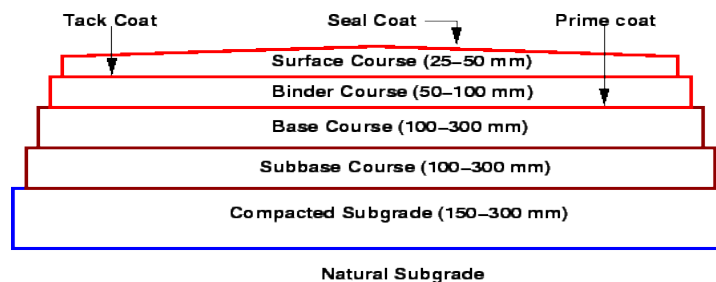 Tack Coat Seal Coat Prime coat
Surface Course (25–50 mm)
Binder Course (50–100 mm)
Base Course (100–300 mm)
Subbase Course (100–300 mm)
Compacted Subgrade (150–300 mm)
Natural Subgrade